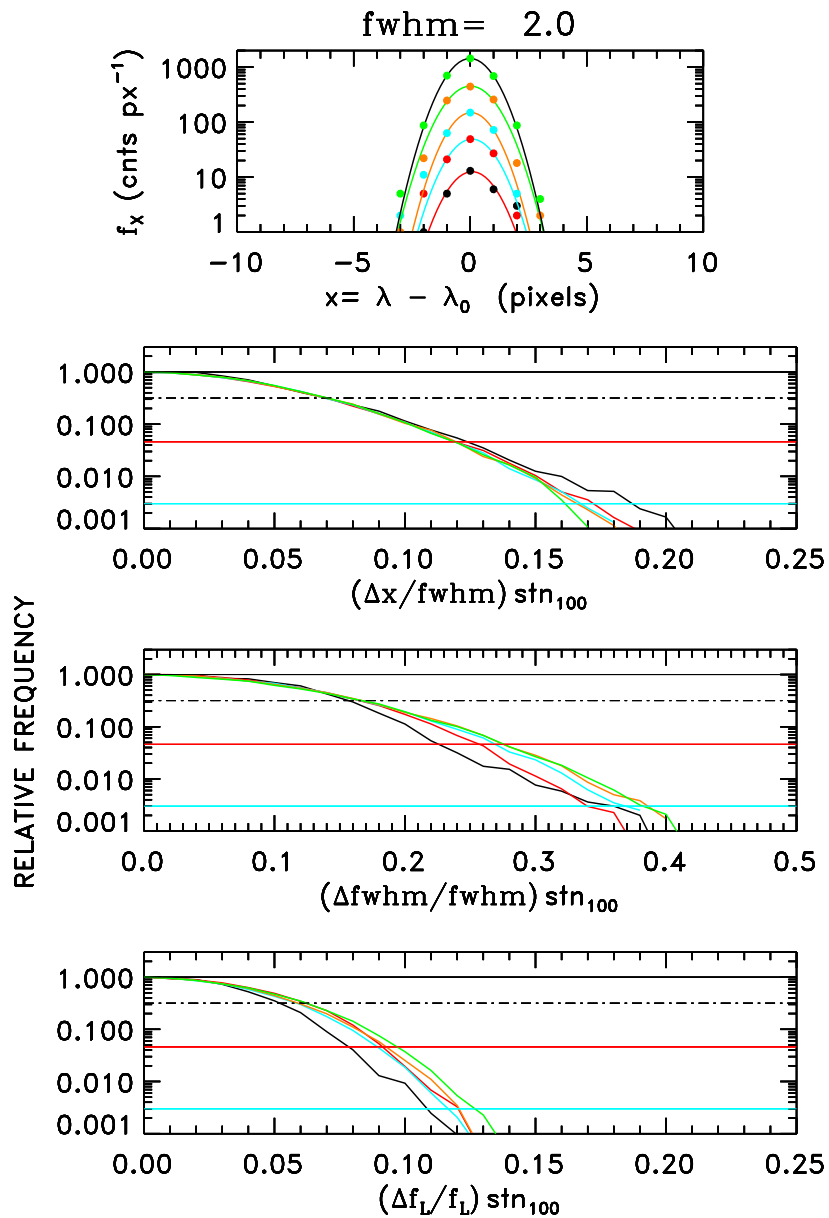 fwhm= 2.0
f_X (cnts px⁻¹)
1000
100
10
1
−10 −5 0 5 10
x= λ − λ₀ (pixels)
RELATIVE FREQUENCY
1.000
0.100
0.010
0.001
0.00 0.05 0.10 0.15 0.20 0.25
(Δx/fwhm) stn₁₀₀
1.000
0.100
0.010
0.001
0.0 0.1 0.2 0.3 0.4 0.5
(Δfwhm/fwhm) stn₁₀₀
1.000
0.100
0.010
0.001
0.00 0.05 0.10 0.15 0.20 0.25
(Δf_L/f_L) stn₁₀₀